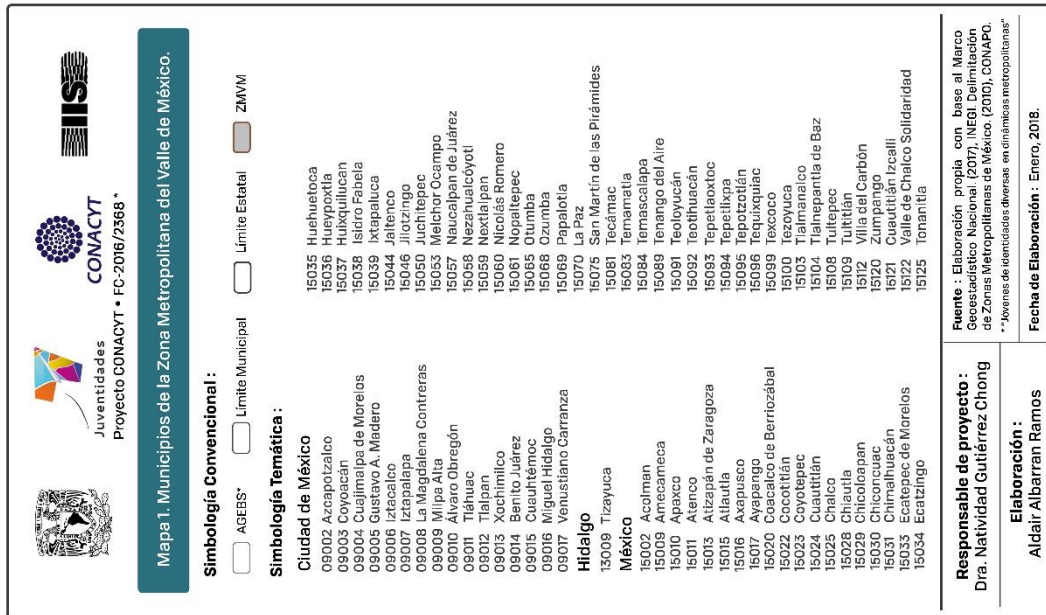 Juventidades
CONACYT
IIS
Proyecto CONACYT • FC-2016/2368 *
Mapa 1. Municipios de la Zona Metropolitana del Valle de México.
Simbología Convencional :
AGEBS*
Límite Municipal
Límite Estatal
ZMVM
Simbología Temática :
Ciudad de México
09002 Azcapotzalco
09003 Coyoacán
09004 Cuajimalpa de Morelos
09005 Gustavo A. Madero
09006 Iztacalco
09007 Iztapalapa
09008 La Magdalena Contreras
09009 Milpa Alta
09010 Álvaro Obregón
09011 Tláhuac
09012 Tlalpan
09013 Xochimilco
09014 Benito Juárez
09015 Cuauhtémoc
09016 Miguel Hidalgo
09017 Venustiano Carranza
Hidalgo
13009 Tizayuca
México
15002 Acolman
15009 Amecameca
15010 Apaxco
15011 Atenco
15013 Atizapán de Zaragoza
15015 Atlautla
15016 Axapusco
15017 Ayapango
15020 Coacalco de Berriozábal
15022 Cocotitlán
15023 Coyotepec
15024 Cuautitlán
15025 Chalco
15028 Chiautla
15029 Chicoloapan
15030 Chiconcuac
15031 Chimalhuacán
15033 Ecatepec de Morelos
15034 Ecatzingo
15035 Huehuetoca
15036 Hueypoxtla
15037 Huixquilucan
15038 Isidro Fabela
15039 Ixtapaluca
15044 Jaltenco
15046 Jilotzingo
15050 Juchitepec
15053 Melchor Ocampo
15057 Naucalpan de Juárez
15058 Nezahualcóyotl
15059 Nextlalpan
15060 Nicolás Romero
15061 Nopaltepec
15065 Otumba
15068 Ozumba
15069 Papalotla
15070 La Paz
15075 San Martín de las Pirámides
15081 Tecámac
15083 Temamatla
15084 Temascalapa
15089 Tenango del Aire
15091 Teoloyucán
15092 Teotihuacán
15093 Tepetlaoxtoc
15094 Tepetlixpa
15095 Tepotzotlán
15096 Tequixquiac
15099 Texcoco
15100 Tezoyuca
15103 Tlalmanalco
15104 Tlalnepantla de Baz
15108 Tultepec
15109 Tultitlán
15112 Villa del Carbón
15120 Zumpango
15121 Cuautitlán Izcalli
15122 Valle de Chalco Solidaridad
15125 Tonanitla
Responsable de proyecto :
Dra. Natividad Gutiérrez Chong
Elaboración :
Aldair Albarran Ramos
Fuente : Elaboración propia con base al Marco
Geoestadístico Nacional. (2017), INEGI. Delimitación
de Zonas Metropolitanas de México. (2010), CONAPO.
*"Jóvenes de identidades diversas en dinámicas metropolitanas"
Fecha de Elaboración : Enero, 2018.